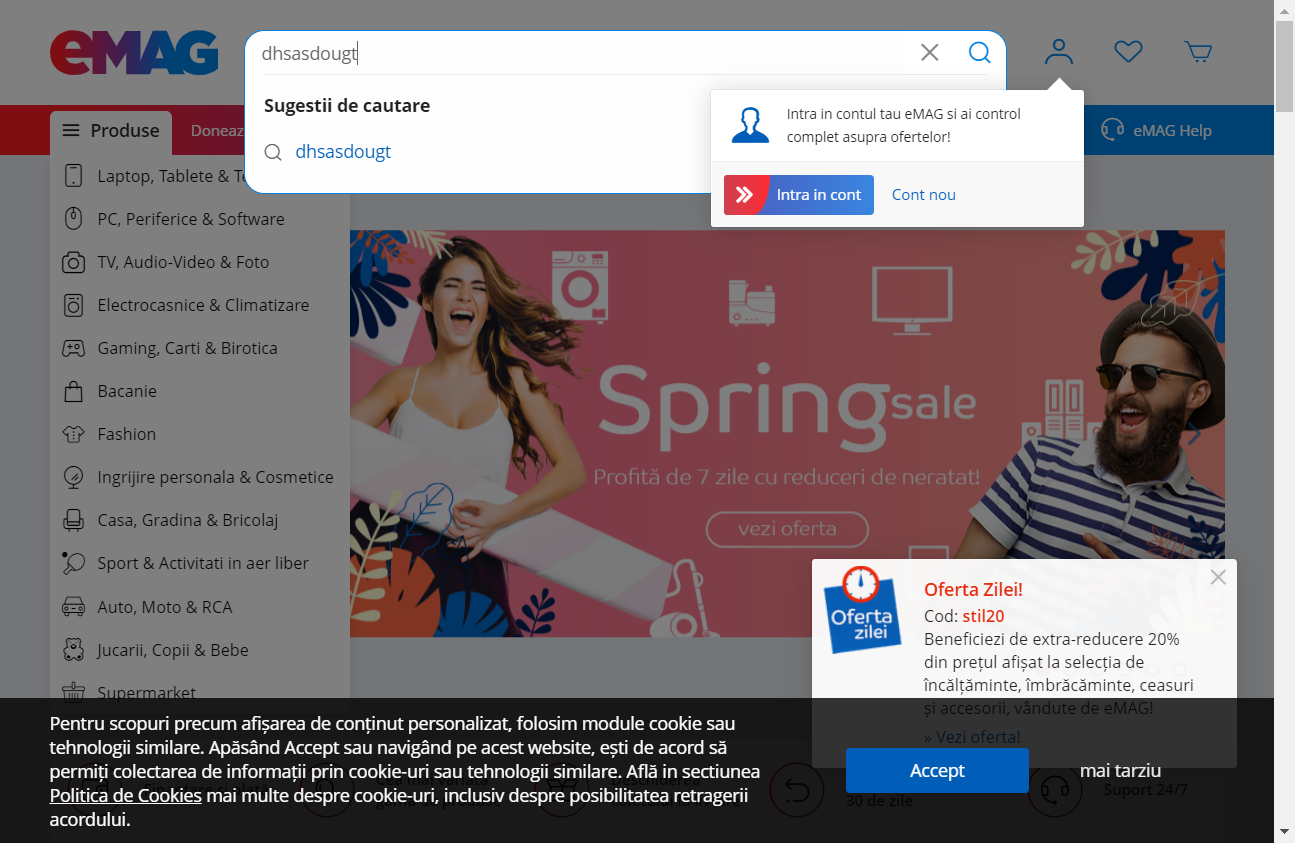 eMAG
dhsasdougt
Sugestii de cautare
dhsasdougt
Intra in contul tau eMAG si ai control
complet asupra ofertelor!
Intra in cont
Cont nou
Produse
eMAG Help
Laptop, Tablete &
PC, Periferice & Software
TV, Audio-Video & Foto
Electrocasnice & Climatizare
Gaming, Carti & Birotica
Bacanie
Fashion
Ingrijire personala & Cosmetice
Casa, Gradina & Bricolaj
Sport & Activitati in aer liber
Auto, Moto & RCA
Jucarii, Copii & Bebe
Supermarket
Spring sale
Profită de 7 zile cu reduceri de neratat!
vezi oferta
Oferta
zilei
Oferta Zilei!
Cod: stil20
Beneficiezi de extra-reducere 20%
din prețul afișat la selecția de
încălțăminte, îmbrăcăminte, ceasuri
și accesorii, vândute de eMAG!
» Vezi oferta!
Pentru scopuri precum afișarea de conținut personalizat, folosim module cookie sau
tehnologii similare. Apăsând Accept sau navigând pe acest website, ești de acord să
permiți colectarea de informații prin cookie-uri sau tehnologii similare. Află in sectiunea
Politica de Cookies mai multe despre cookie-uri, inclusiv despre posibilitatea retragerii
acordului.
Accept
mai tarziu
30 de zile
Suport 24/7